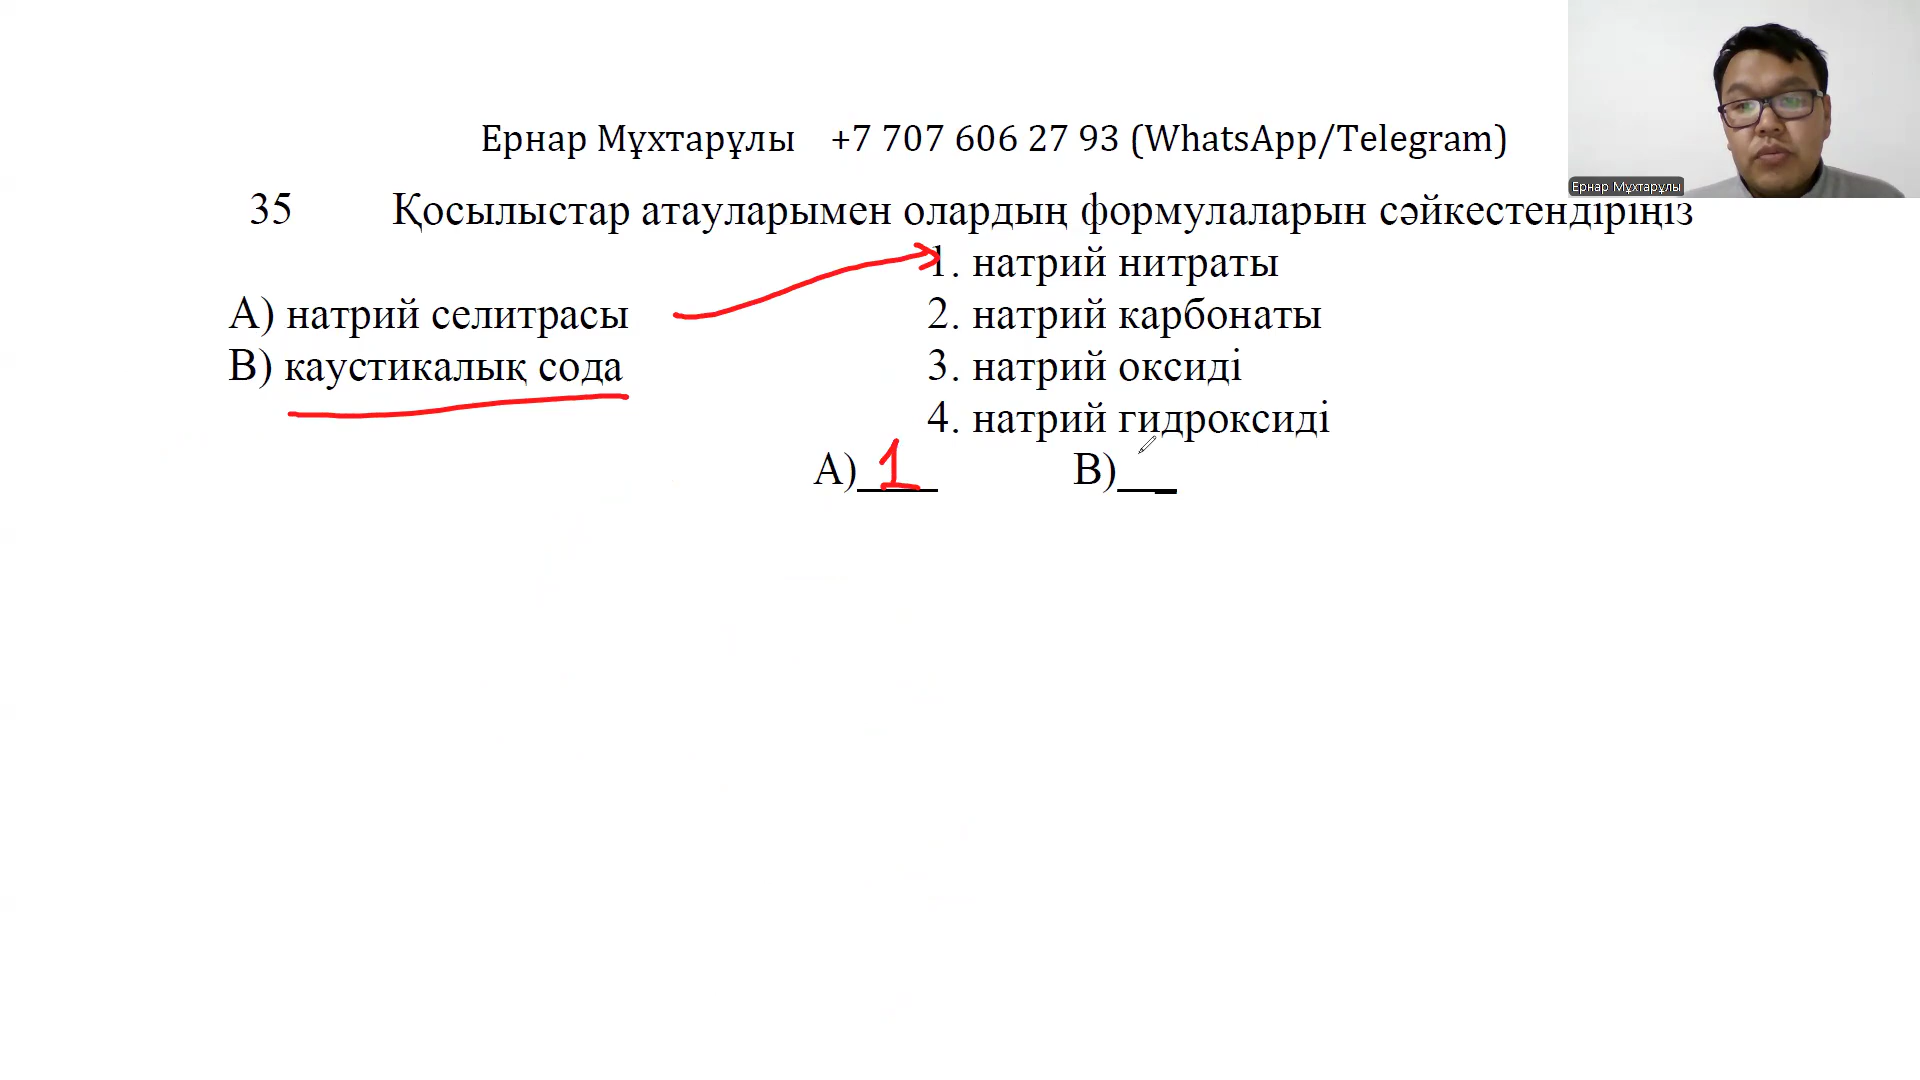 Ернар Мұхтарұлы +7 707 606 27 93 (WhatsApp/Telegram)
Ернар Мұхтарұлы
35 Қосылыстар атауларымен олардың формулаларын сәйкестендіріңіз
1. натрий нитраты
А) натрий селитрасы 2. натрий карбонаты
В) каустикалық сода 3. натрий оксиді
4. натрий гидроксиді
А) 1 В)___